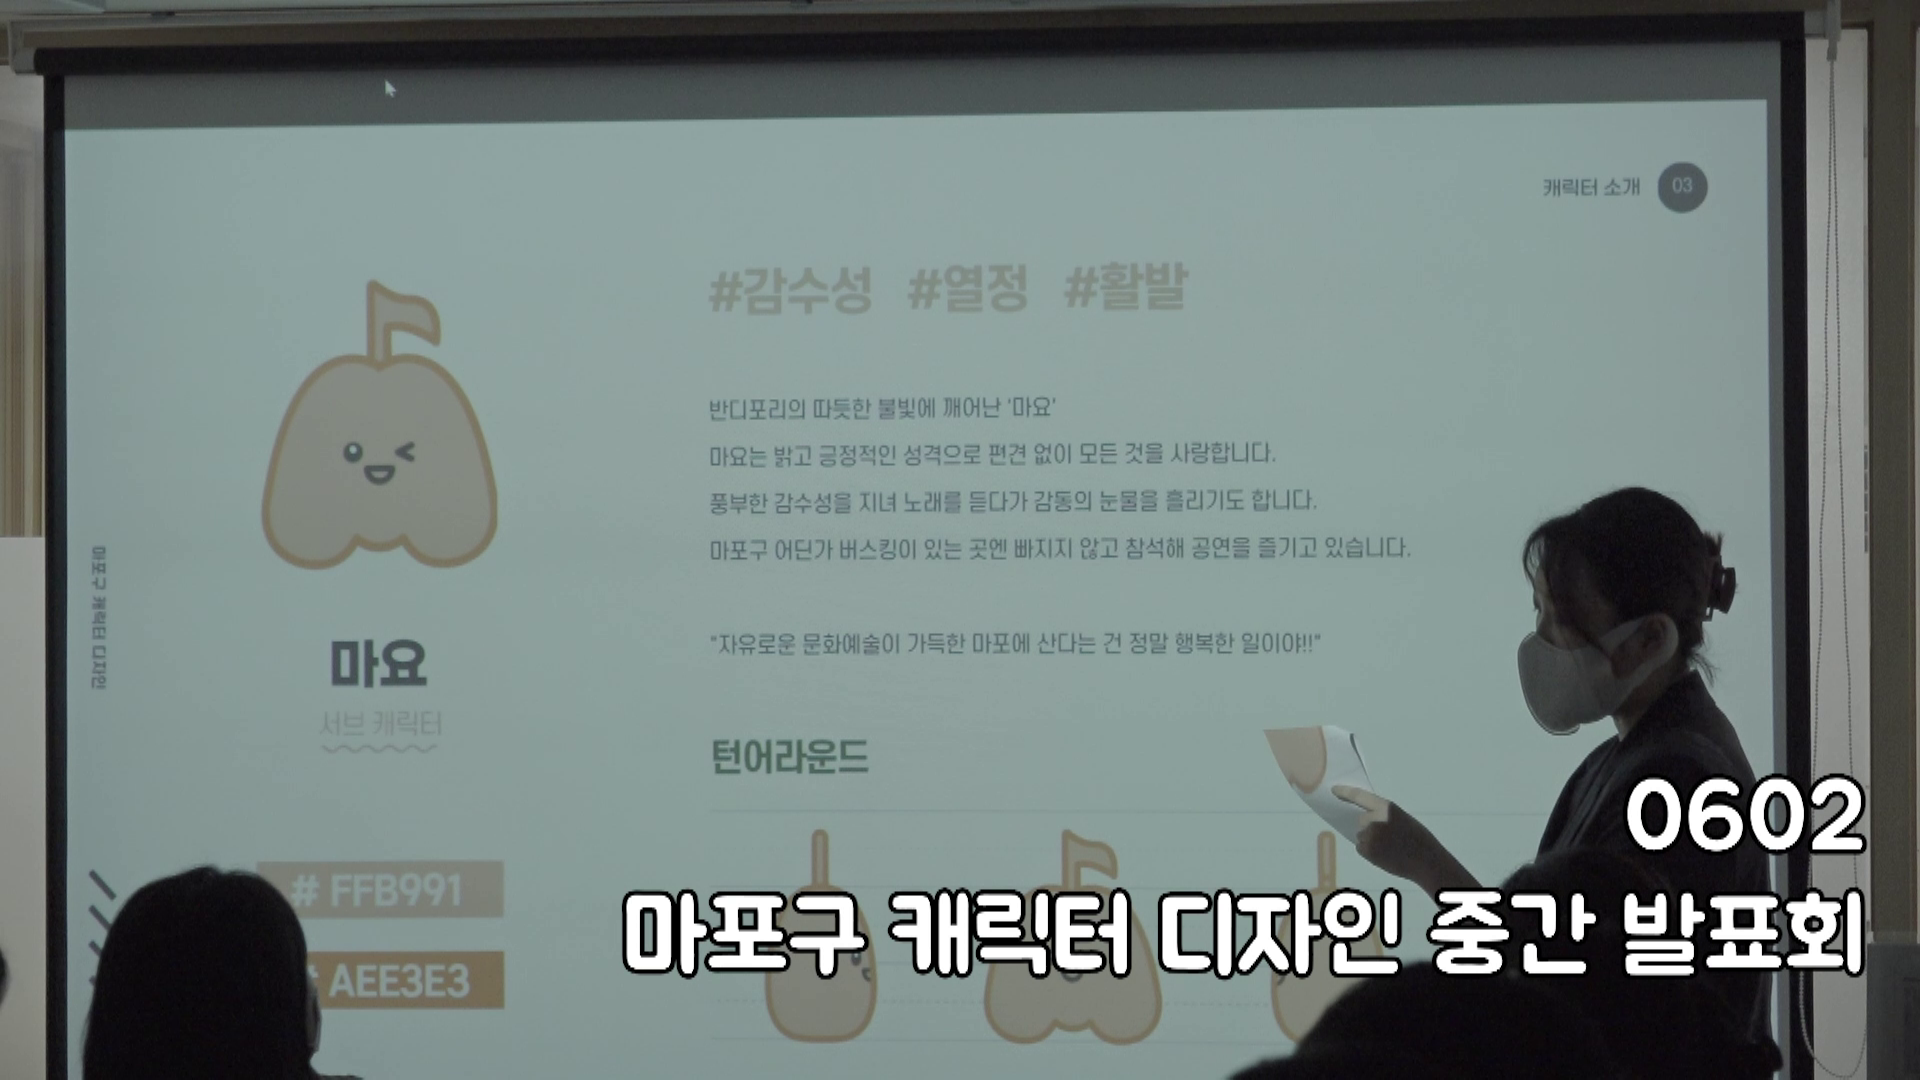 캐릭터 소개 03
#감수성 #열정 #활발
반디포리의 따듯한 불빛에 깨어난 '마요'
마요는 밝고 긍정적인 성격으로 편견 없이 모든 것을 사랑합니다.
풍부한 감수성을 지녀 노래를 듣다가 감동의 눈물을 흘리기도 합니다.
마포구 어딘가 버스킹이 있는 곳엔 빠지지 않고 참석해 공연을 즐기고 있습니다.
"자유로운 문화예술이 가득한 마포에 산다는 건 정말 행복한 일이야!!"
마포구 캐릭터 디자인
마요
서브 캐릭터
턴어라운드
# FFB991
# AEE3E3
0602
마포구 캐릭터 디자인 중간 발표회